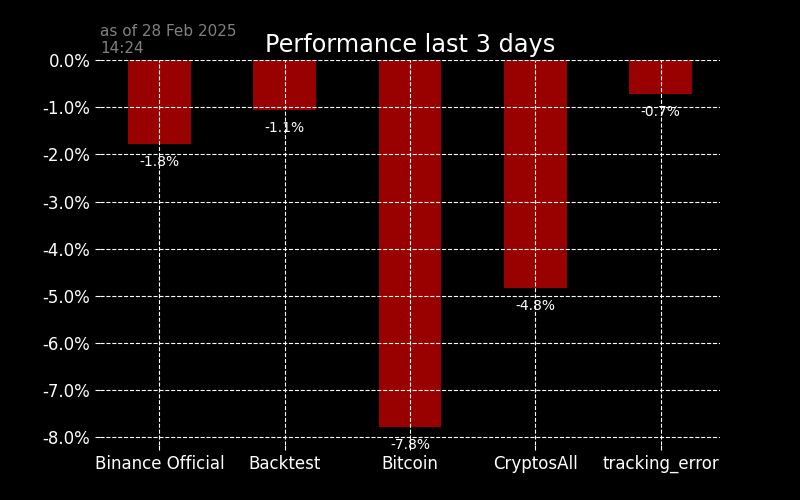 as of 28 Feb 2025
14:24
Performance last 3 days
0.0%
-1.0%
-2.0%
-3.0%
-4.0%
-5.0%
-6.0%
-7.0%
-8.0%
-1.8%
-1.1%
-7.8%
-4.8%
-0.7%
Binance Official
Backtest
Bitcoin
CryptosAll
tracking_error